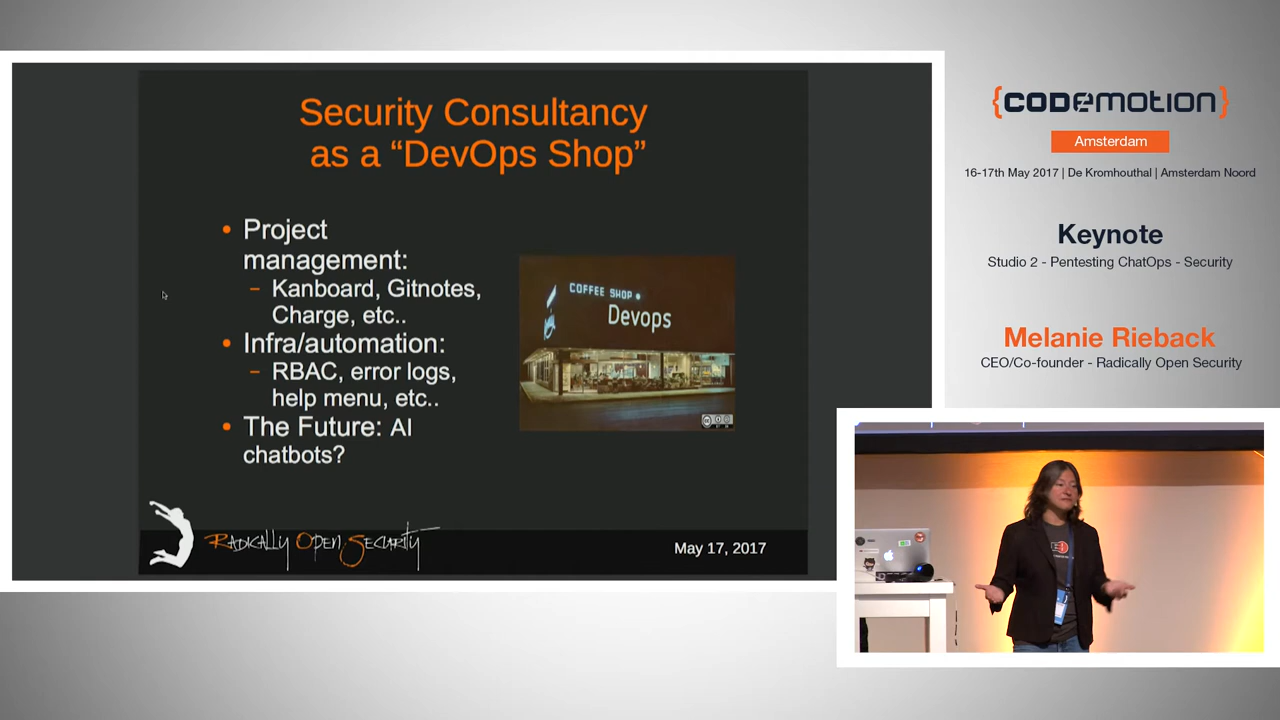 Security Consultancy
as a “DevOps Shop”
• Project
management:
– Kanboard, Gitnotes,
Charge, etc..
• Infra/automation:
– RBAC, error logs,
help menu, etc..
• The Future: AI
chatbots?
COFFEE SHOP
Devops
Radically Open Security
May 17, 2017
{CODEMOTION}
Amsterdam
16-17th May 2017 | De Kromhouthal | Amsterdam Noord
Keynote
Studio 2 - Pentesting ChatOps - Security
Melanie Rieback
CEO/Co-founder - Radically Open Security